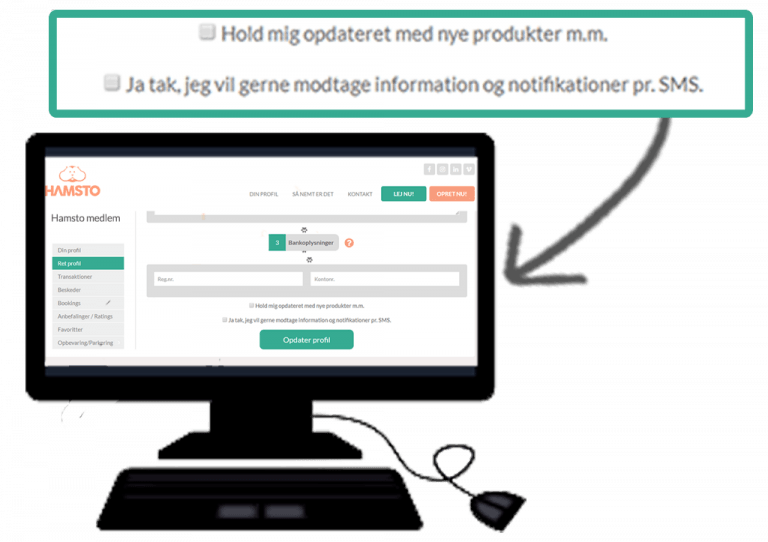 Hold mig opdateret med nye produkter m.m.
Ja tak, jeg vil gerne modtage information og notifikationer pr. SMS.
HAMSTO
DIN PROFIL SÅ NEMT ER DET KONTAKT LEJ NU! OPRET NU!
Hamsto medlem
Din profil
Ret profil
Transaktioner
Beskeder
Bookings
Anbefalinger / Ratings
Favoritter
Opbevaring/Parkering
3 Bankoplysninger ?
Reg.nr. Kontonr.
Hold mig opdateret med nye produkter m.m.
Ja tak, jeg vil gerne modtage information og notifikationer pr. SMS.
Opdater profil